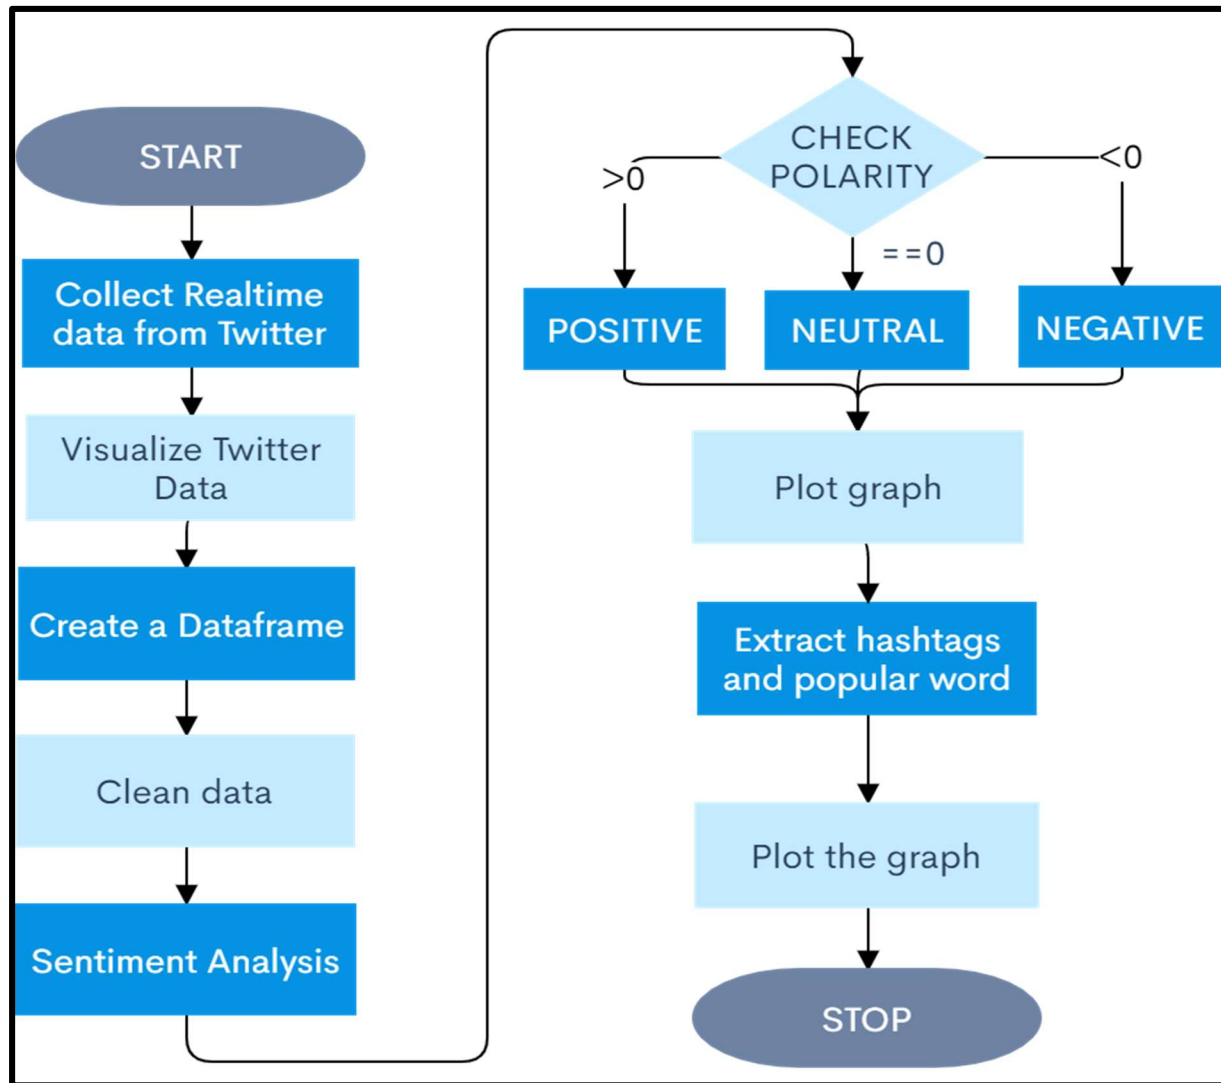 START
Collect Realtime
data from Twitter
Visualize Twitter
Data
Create a Dataframe
Clean data
Sentiment Analysis
CHECK
POLARITY
>0
==0
<0
POSITIVE
NEUTRAL
NEGATIVE
Plot graph
Extract hashtags
and popular word
Plot the graph
STOP